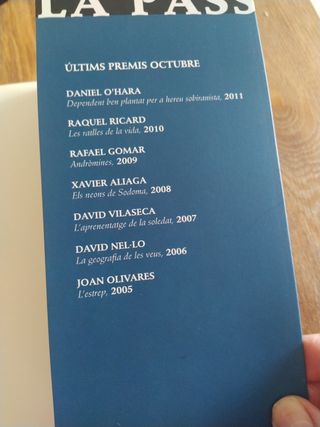 LA PASS
ÚLTIMS PREMIS OCTUBRE
DANIEL O'HARA
Dependent ben plantat per a hereu sobiranista, 2011
RAQUEL RICARD
Les ratlles de la vida, 2010
RAFAEL GOMAR
Andròmines, 2009
XAVIER ALIAGA
Els neons de Sodoma, 2008
DAVID VILASECA
L'aprenentatge de la soledat, 2007
DAVID NEL·LO
La geografia de les veus, 2006
JOAN OLIVARES
L'estrep, 2005